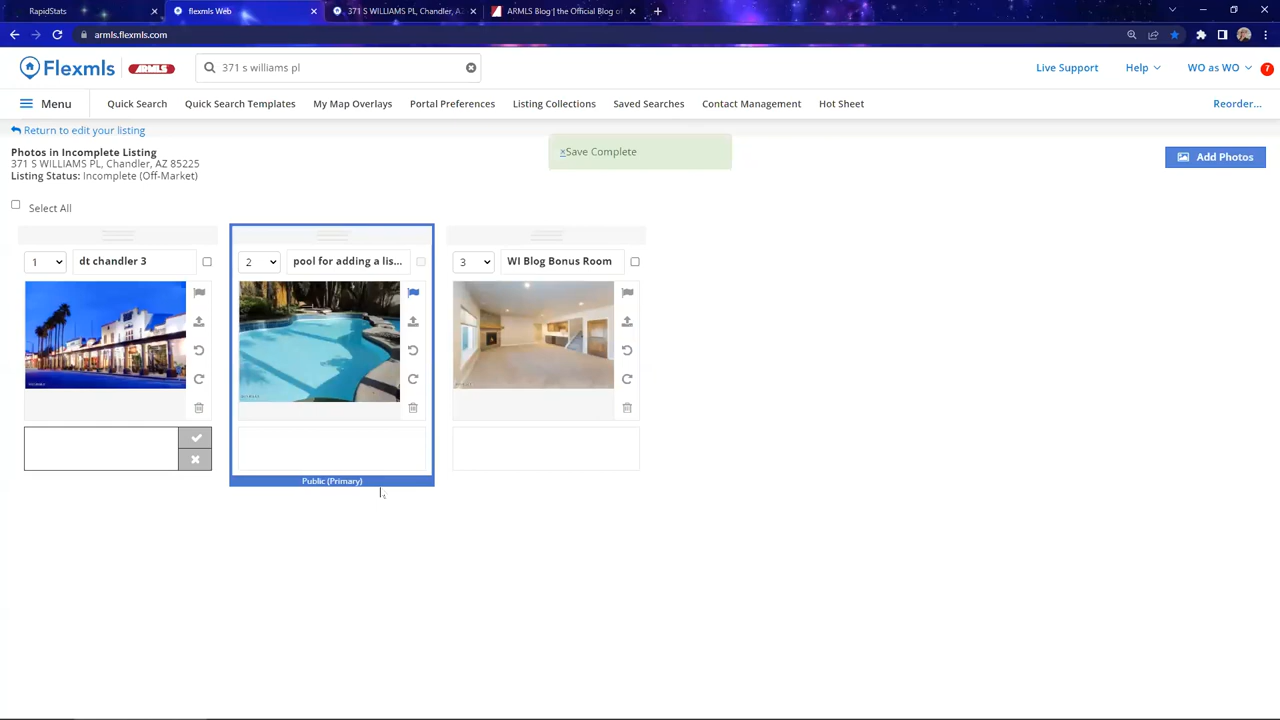 RapidStats
flexmls Web
371 S WILLIAMS PL, Chandler, A
ARMLS Blog | the Official Blog of
armls.flexmls.com
Flexmls
ARMLS
371 s williams pl
Live Support
Help
WO as WO
7
Menu
Quick Search
Quick Search Templates
My Map Overlays
Portal Preferences
Listing Collections
Saved Searches
Contact Management
Hot Sheet
Reorder...
Return to edit your listing
×Save Complete
Photos in Incomplete Listing
371 S WILLIAMS PL, Chandler, AZ 85225
Listing Status: Incomplete (Off-Market)
Add Photos
Select All
1
dt chandler 3
2
pool for adding a lis...
3
WI Blog Bonus Room
Public (Primary)